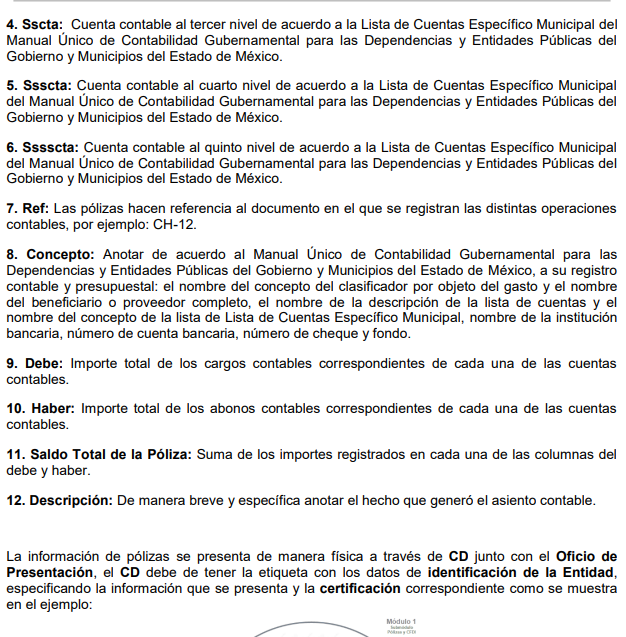 4. Sscta: Cuenta contable al tercer nivel de acuerdo a la Lista de Cuentas Específico Municipal del
Manual Único de Contabilidad Gubernamental para las Dependencias y Entidades Públicas del
Gobierno y Municipios del Estado de México.
5. Ssscta: Cuenta contable al cuarto nivel de acuerdo a la Lista de Cuentas Específico Municipal
del Manual Único de Contabilidad Gubernamental para las Dependencias y Entidades Públicas del
Gobierno y Municipios del Estado de México.
6. Sssscta: Cuenta contable al quinto nivel de acuerdo a la Lista de Cuentas Específico Municipal
del Manual Único de Contabilidad Gubernamental para las Dependencias y Entidades Públicas del
Gobierno y Municipios del Estado de México.
7. Ref: Las pólizas hacen referencia al documento en el que se registran las distintas operaciones
contables, por ejemplo: CH-12.
8. Concepto: Anotar de acuerdo al Manual Único de Contabilidad Gubernamental para las
Dependencias y Entidades Públicas del Gobierno y Municipios del Estado de México, a su registro
contable y presupuestal: el nombre del concepto del clasificador por objeto del gasto y el nombre
del beneficiario o proveedor completo, el nombre de la descripción de la lista de cuentas y el
nombre del concepto de la lista de Lista de Cuentas Específico Municipal, nombre de la institución
bancaria, número de cuenta bancaria, número de cheque y fondo.
9. Debe: Importe total de los cargos contables correspondientes de cada una de las cuentas
contables.
10. Haber: Importe total de los abonos contables correspondientes de cada una de las cuentas
contables.
11. Saldo Total de la Póliza: Suma de los importes registrados en cada una de las columnas del
debe y haber.
12. Descripción: De manera breve y específica anotar el hecho que generó el asiento contable.
La información de pólizas se presenta de manera física a través de CD junto con el Oficio de
Presentación, el CD debe de tener la etiqueta con los datos de identificación de la Entidad,
especificando la información que se presenta y la certificación correspondiente como se muestra
en el ejemplo:
Módulo 1
Submódulo
Pólizas y CFDI